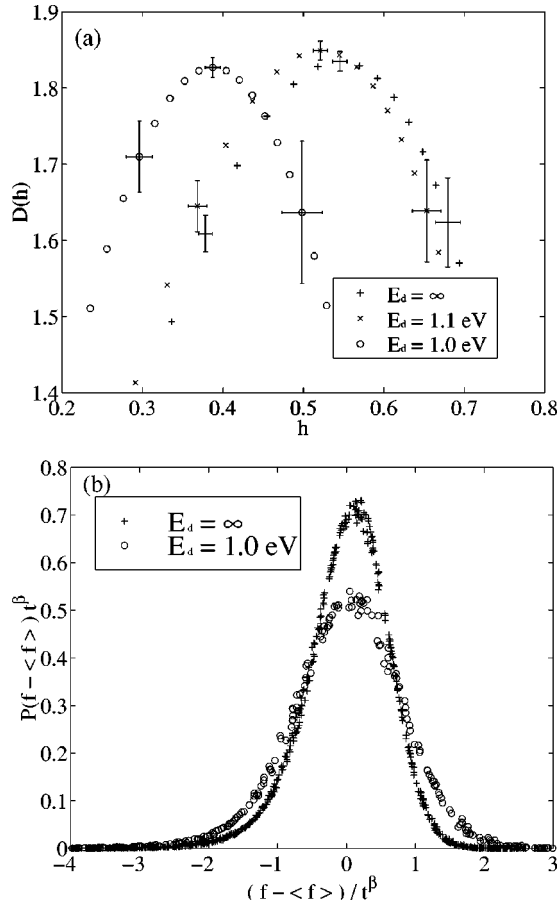 (a)
1.9
1.8
1.7
1.6
1.5
1.4
D(h)
0.2 0.3 0.4 0.5 0.6 0.7 0.8
h
+ E_d = ∞
× E_d = 1.1 eV
○ E_d = 1.0 eV
(b)
0.8
0.7
0.6
0.5
0.4
0.3
0.2
0.1
0
P(f − < f >) t^β
+ E_d = ∞
○ E_d = 1.0 eV
−4 −3 −2 −1 0 1 2 3
( f − < f > ) / t^β